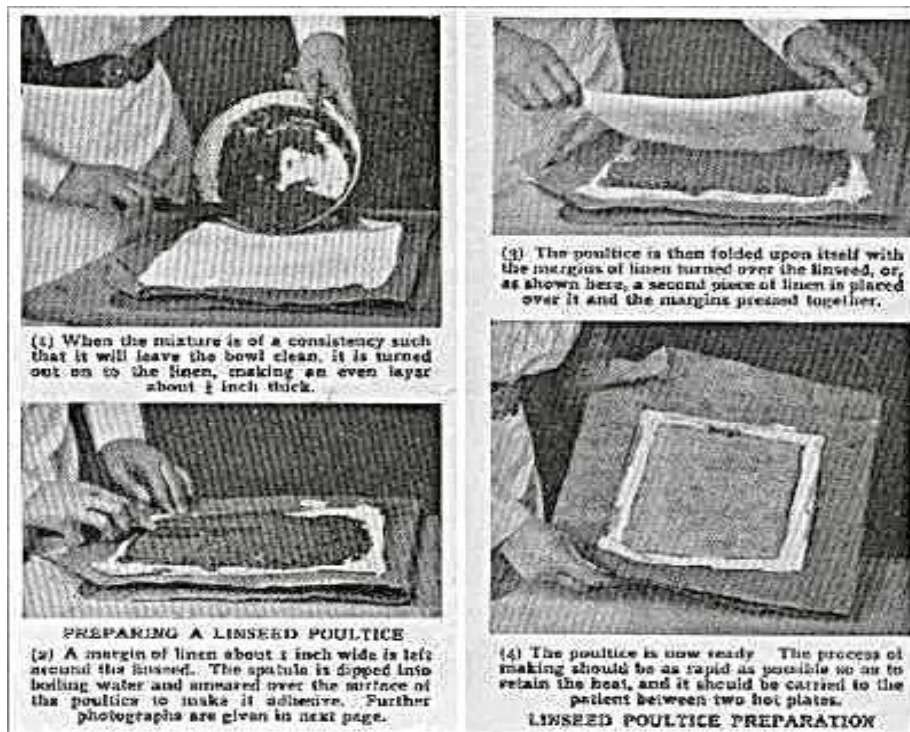 (1) When the mixture is of a consistency such
that it will leave the bowl clean, it is turned
out on to the linen, making an even layer
about ½ inch thick.
PREPARING A LINSEED POULTICE
(2) A margin of linen about 1 inch wide is left
around the linseed. The spatula is dipped into
boiling water and smeared over the surface of
the poultice to make it adhesive. Further
photographs are given in next page.
(3) The poultice is then folded upon itself with
the margins of linen turned over the linseed, or,
as shown here, a second piece of linen is placed
over it and the margins pressed together.
(4) The poultice is now ready The process of
making should be as rapid as possible so as to
retain the heat, and it should be carried to the
patient between two hot plates.
LINSEED POULTICE PREPARATION